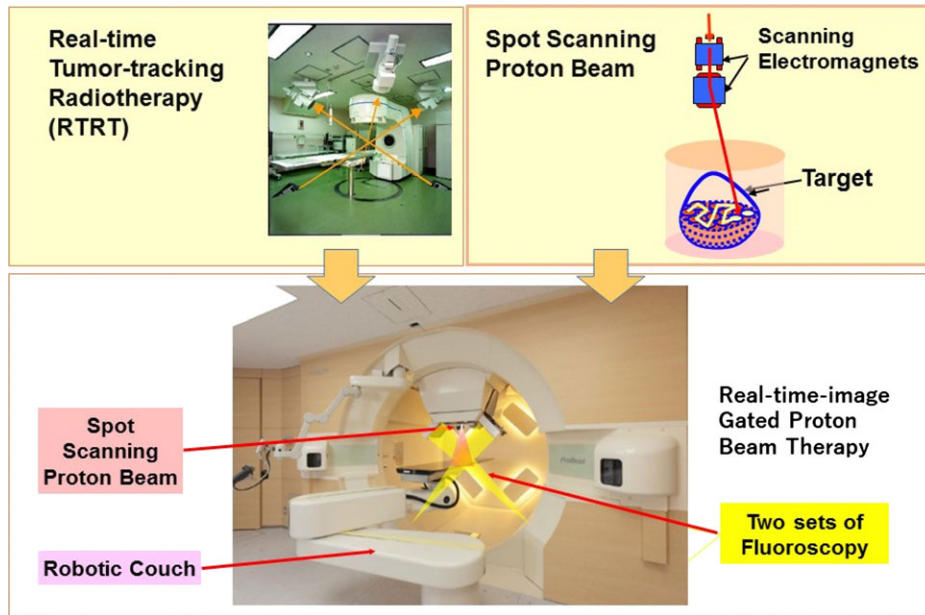 Real-time
Tumor-tracking
Radiotherapy
(RTRT)
Spot Scanning
Proton Beam
Scanning
Electromagnets
Target
Spot
Scanning
Proton Beam
Robotic Couch
Real-time-image
Gated Proton
Beam Therapy
Two sets of
Fluoroscopy